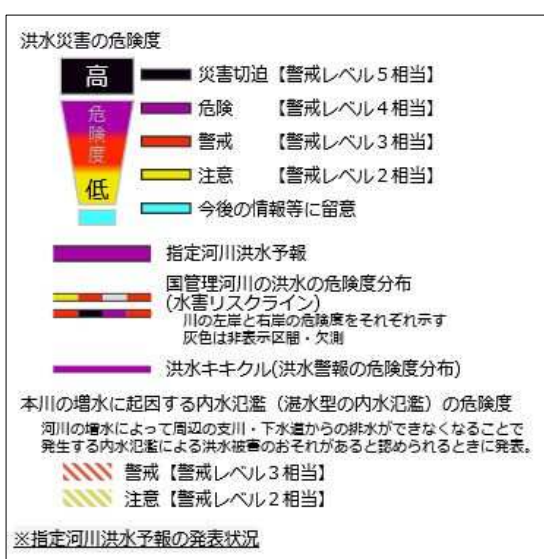 洪水災害の危険度
高
危険度
低
災害切迫【警戒レベル5相当】
危険 【警戒レベル4相当】
警戒 【警戒レベル3相当】
注意 【警戒レベル2相当】
今後の情報等に留意
指定河川洪水予報
国管理河川の洪水の危険度分布
(水害リスクライン)
川の左岸と右岸の危険度をそれぞれ示す
灰色は非表示区間・欠測
洪水キキクル(洪水警報の危険度分布)
本川の増水に起因する内水氾濫(湛水型の内水氾濫)の危険度
河川の増水によって周辺の支川・下水道からの排水ができなくなることで
発生する内水氾濫による洪水被害のおそれがあると認められるときに発表。
警戒【警戒レベル3相当】
注意【警戒レベル2相当】
※指定河川洪水予報の発表状況